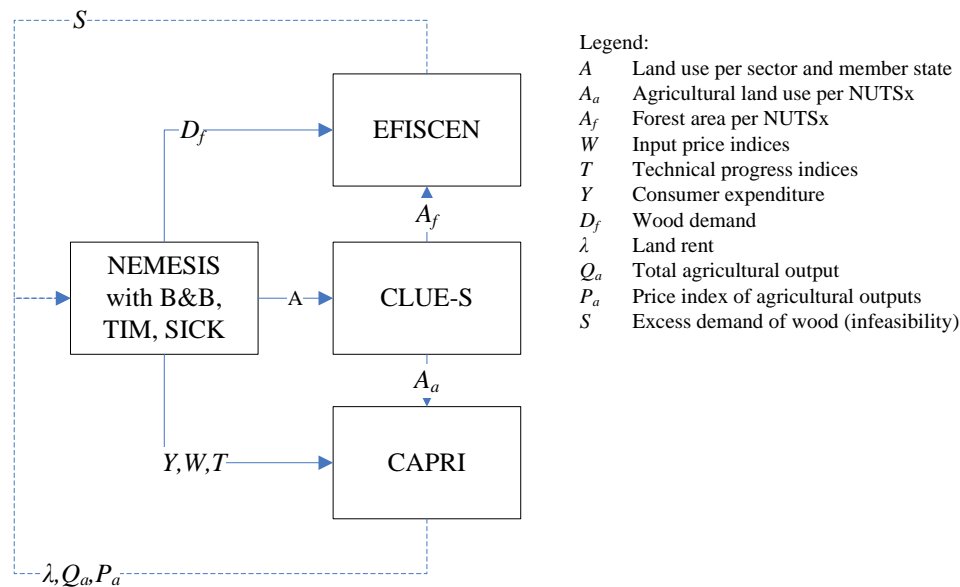 S
D_f
EFISCEN
A_f
NEMESIS
with B&B,
TIM, SICK
A
CLUE-S
A_a
Y,W,T
CAPRI
λ,Q_a,P_a
Legend:
A Land use per sector and member state
A_a Agricultural land use per NUTSx
A_f Forest area per NUTSx
W Input price indices
T Technical progress indices
Y Consumer expenditure
D_f Wood demand
λ Land rent
Q_a Total agricultural output
P_a Price index of agricultural outputs
S Excess demand of wood (infeasibility)